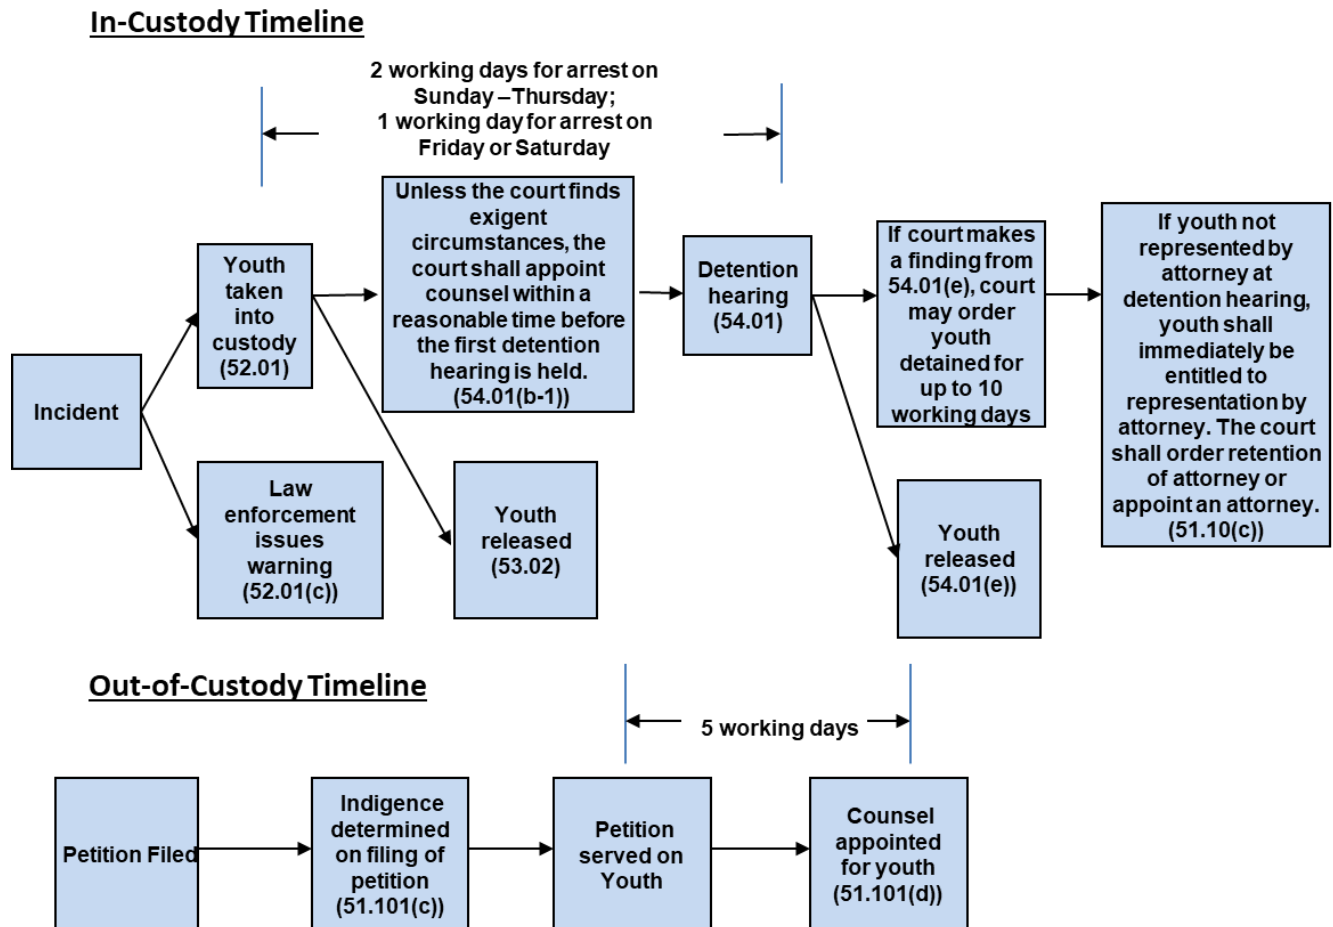 In-Custody Timeline
2 working days for arrest on
Sunday –Thursday;
1 working day for arrest on
Friday or Saturday
Incident
Youth
taken
into
custody
(52.01)
Law
enforcement
issues
warning
(52.01(c))
Unless the court finds
exigent
circumstances, the
court shall appoint
counsel within a
reasonable time before
the first detention
hearing is held.
(54.01(b-1))
Youth
released
(53.02)
Detention
hearing
(54.01)
If court makes
a finding from
54.01(e), court
may order
youth
detained for
up to 10
working days
Youth
released
(54.01(e))
If youth not
represented by
attorney at
detention hearing,
youth shall
immediately be
entitled to
representation by
attorney. The court
shall order retention
of attorney or
appoint an attorney.
(51.10(c))
Out-of-Custody Timeline
5 working days
Petition Filed
Indigence
determined
on filing of
petition
(51.101(c))
Petition
served on
Youth
Counsel
appointed
for youth
(51.101(d))